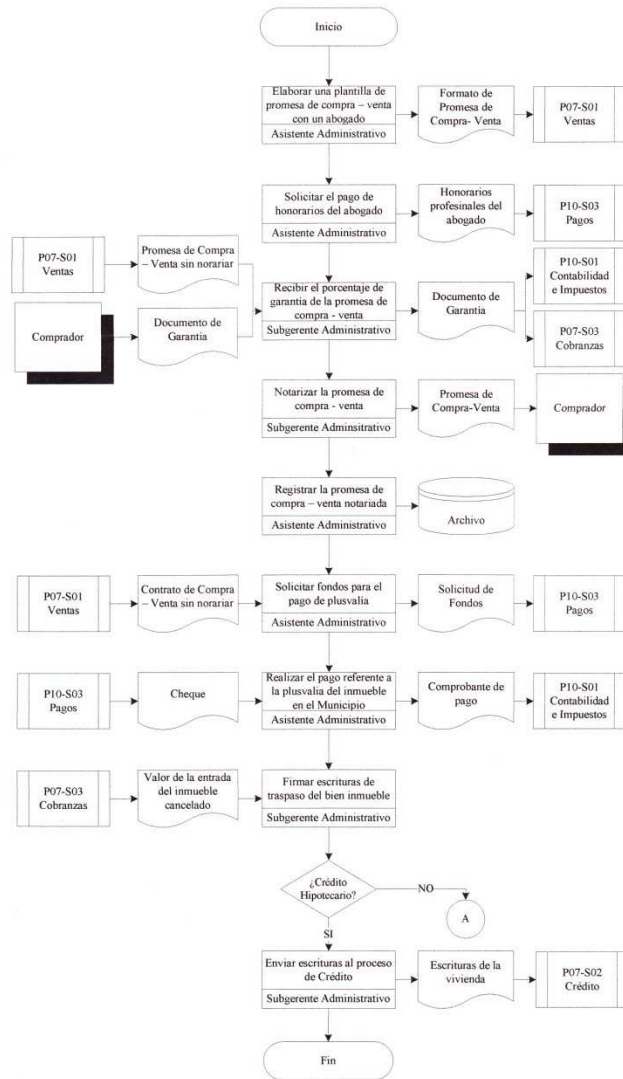 Inicio
Elaborar una plantilla de
promesa de compra – venta
con un abogado
Asistente Administrativo
Formato de
Promesa de
Compra- Venta
P07-S01
Ventas
Solicitar el pago de
honorarios del abogado
Asistente Administrativo
Honorarios
profesinales del
abogado
P10-S03
Pagos
P07-S01
Ventas
Promesa de Compra
– Venta sin norariar
Comprador
Documento de
Garantia
Recibir el porcentaje de
garantía de la promesa de
compra - venta
Subgerente Administrativo
Documento de
Garantia
P10-S01
Contabilidad
e Impuestos
P07-S03
Cobranzas
Notarizar la promesa de
compra - venta
Subgerente Adminsitrativo
Promesa de
Compra-Venta
Comprador
Registrar la promesa de
compra – venta notariada
Asistente Administrativo
Archivo
P07-S01
Ventas
Contrato de Compra
– Venta sin norariar
Solicitar fondos para el
pago de plusvalía
Asistente Administrativo
Solicitud de
Fondos
P10-S03
Pagos
P10-S03
Pagos
Cheque
Realizar el pago referente a
la plusvalia del inmueble
en el Municipio
Asistente Administrativo
Comprobante de
pago
P10-S01
Contabilidad
e Impuestos
P07-S03
Cobranzas
Valor de la entrada
del inmueble
cancelado
Firmar escrituras de
traspaso del bien inmueble
Subgerente Administrativo
¿Crédito
Hipotecario?
NO
A
SI
Enviar escrituras al proceso
de Crédito
Subgerente Administrativo
Escrituras de la
vivienda
P07-S02
Crédito
Fin